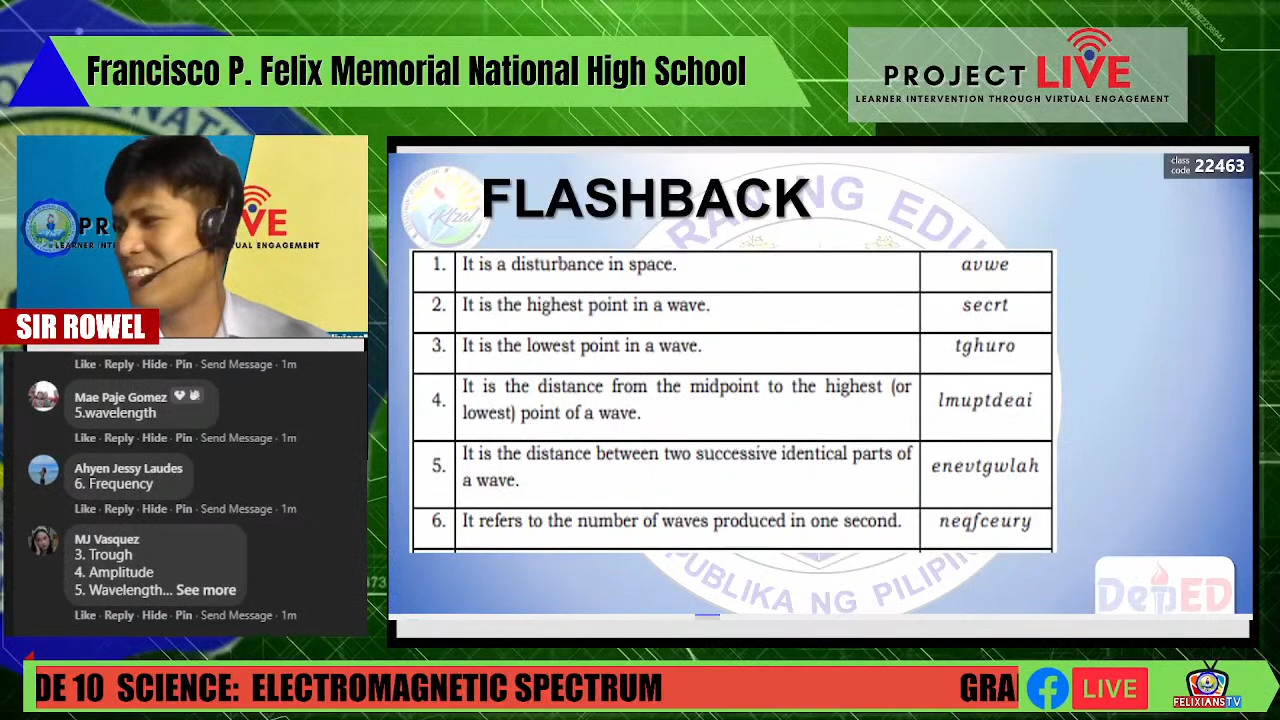 Francisco P. Felix Memorial National High School
PROJECT LIVE
LEARNER INTERVENTION THROUGH VIRTUAL ENGAGEMENT
class code 22463
FLASHBACK
1. It is a disturbance in space. avwe
2. It is the highest point in a wave. secrt
3. It is the lowest point in a wave. tghuro
4. It is the distance from the midpoint to the highest (or
lowest) point of a wave. lmuptdeai
5. It is the distance between two successive identical parts of
a wave. enevtgwlah
6. It refers to the number of waves produced in one second. neqfceury
Rizal
REPUBLIKA NG PILIPIN
DepED
SIR ROWEL
Like · Reply · Hide · Pin · Send Message · 1m
Mae Paje Gomez
5.wavelength
Like · Reply · Hide · Pin · Send Message · 1m
Ahyen Jessy Laudes
6. Frequency
Like · Reply · Hide · Pin · Send Message · 1m
MJ Vasquez
3. Trough
4. Amplitude
5. Wavelength... See more
Like · Reply · Hide · Pin · Send Message · 1m
DE 10 SCIENCE: ELECTROMAGNETIC SPECTRUM
GRA
LIVE
FELIXIANS TV